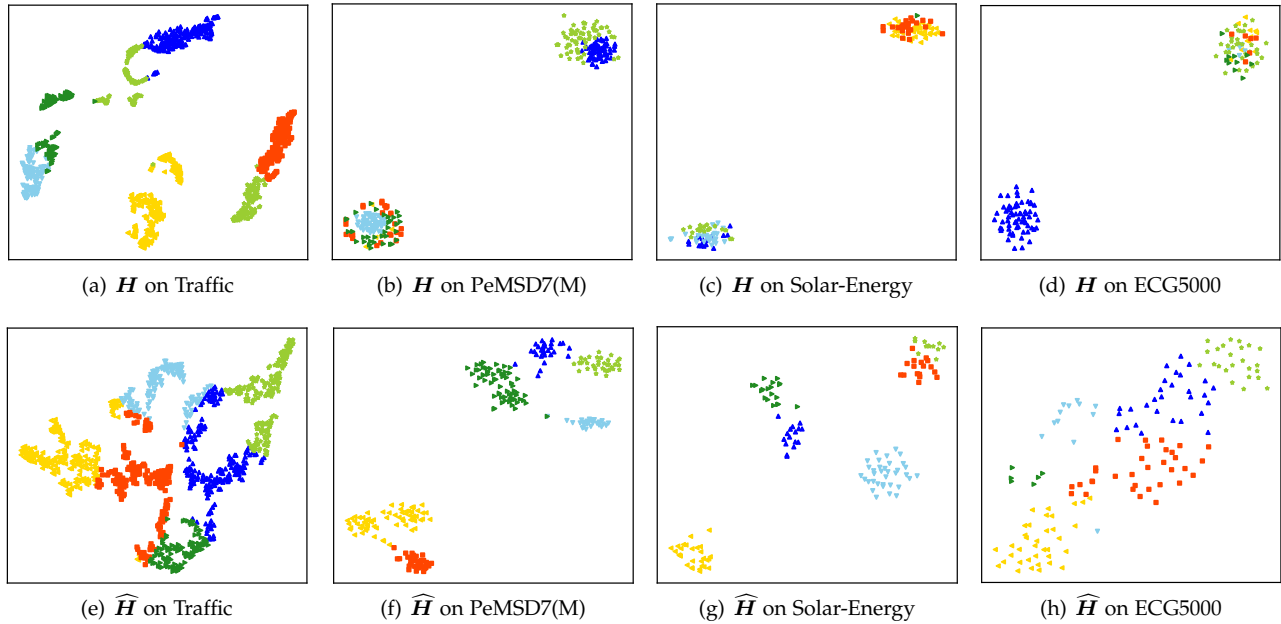 (a) H on Traffic
(b) H on PeMSD7(M)
(c) H on Solar-Energy
(d) H on ECG5000
(e) Ĥ on Traffic
(f) Ĥ on PeMSD7(M)
(g) Ĥ on Solar-Energy
(h) Ĥ on ECG5000